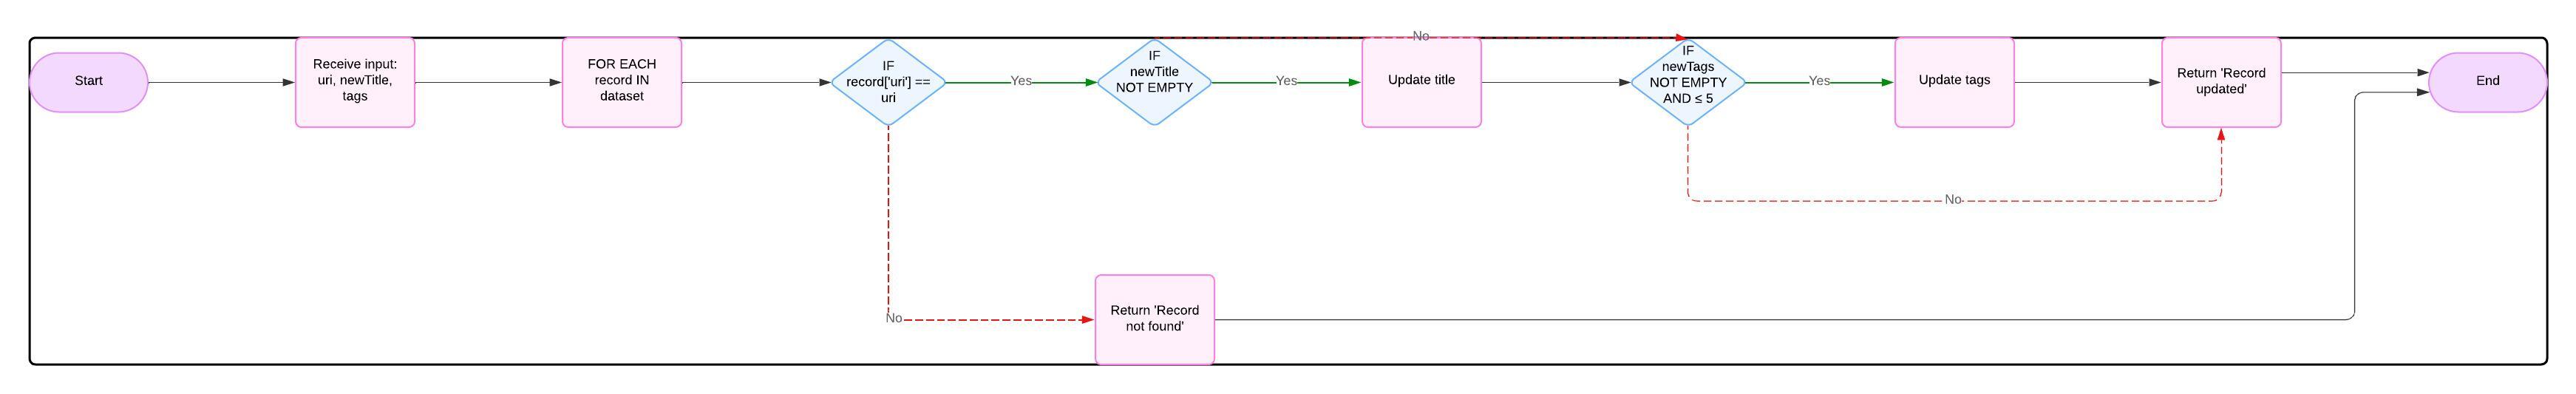 Start
Receive input:
uri, newTitle,
tags
FOR EACH
record IN
dataset
IF
record['uri'] ==
uri
Yes
IF
newTitle
NOT EMPTY
Yes
No
Update title
IF
newTags
NOT EMPTY
AND ≤ 5
Yes
Update tags
Return 'Record
updated'
End
No
No
Return 'Record
not found'